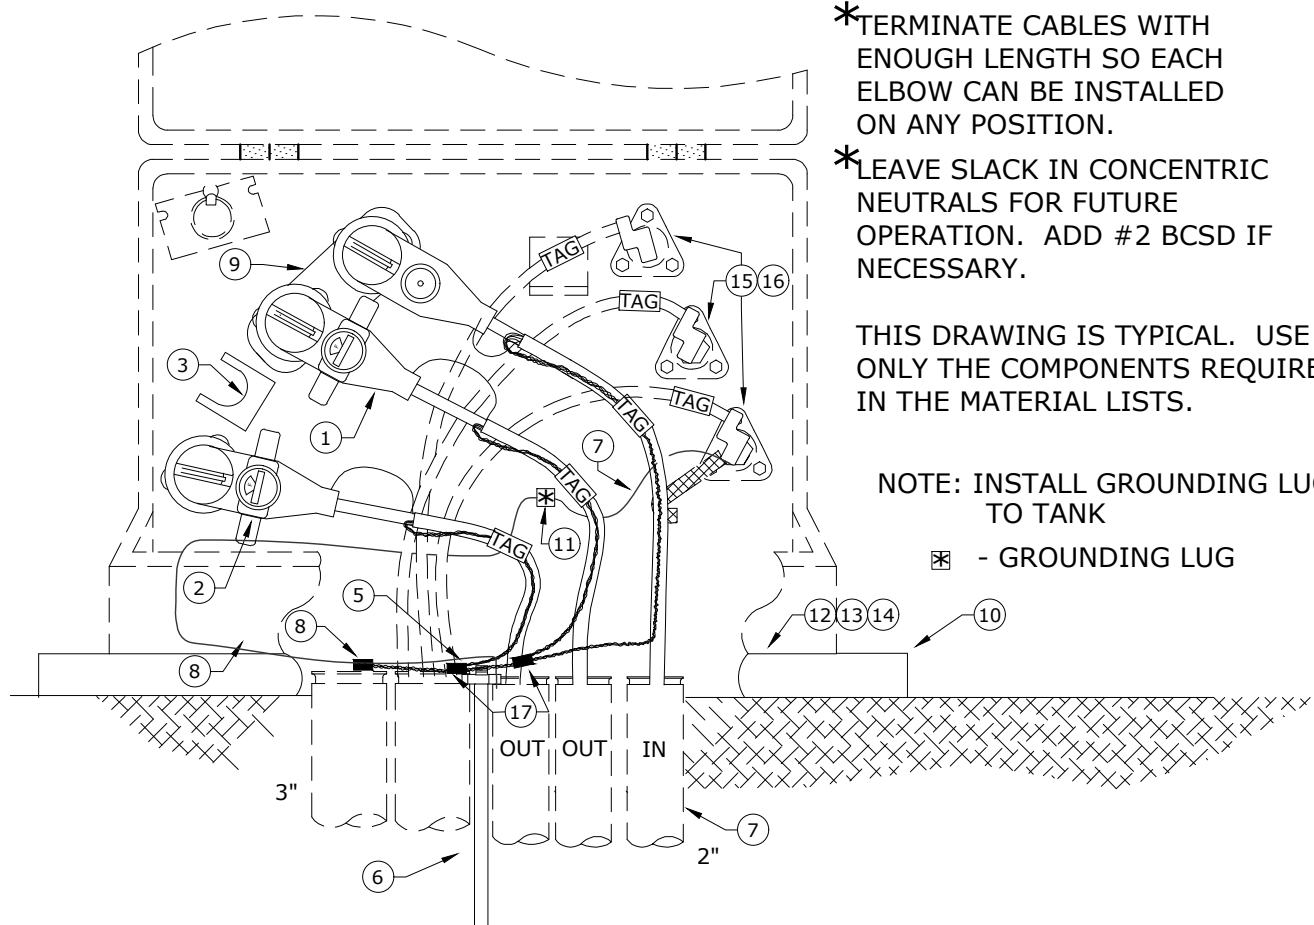 *TERMINATE CABLES WITH
ENOUGH LENGTH SO EACH
ELBOW CAN BE INSTALLED
ON ANY POSITION.
*LEAVE SLACK IN CONCENTRIC
NEUTRALS FOR FUTURE
OPERATION. ADD #2 BCSD IF
NECESSARY.
THIS DRAWING IS TYPICAL. USE
ONLY THE COMPONENTS REQUIRE
IN THE MATERIAL LISTS.
NOTE: INSTALL GROUNDING LUG
TO TANK
* - GROUNDING LUG
TAG
9
15 16
TAG
3
TAG
TAG
1
7
TAG
*
TAG
11
2
5
8
12 13 14
10
8
17
OUT OUT IN
3"
7
2"
6